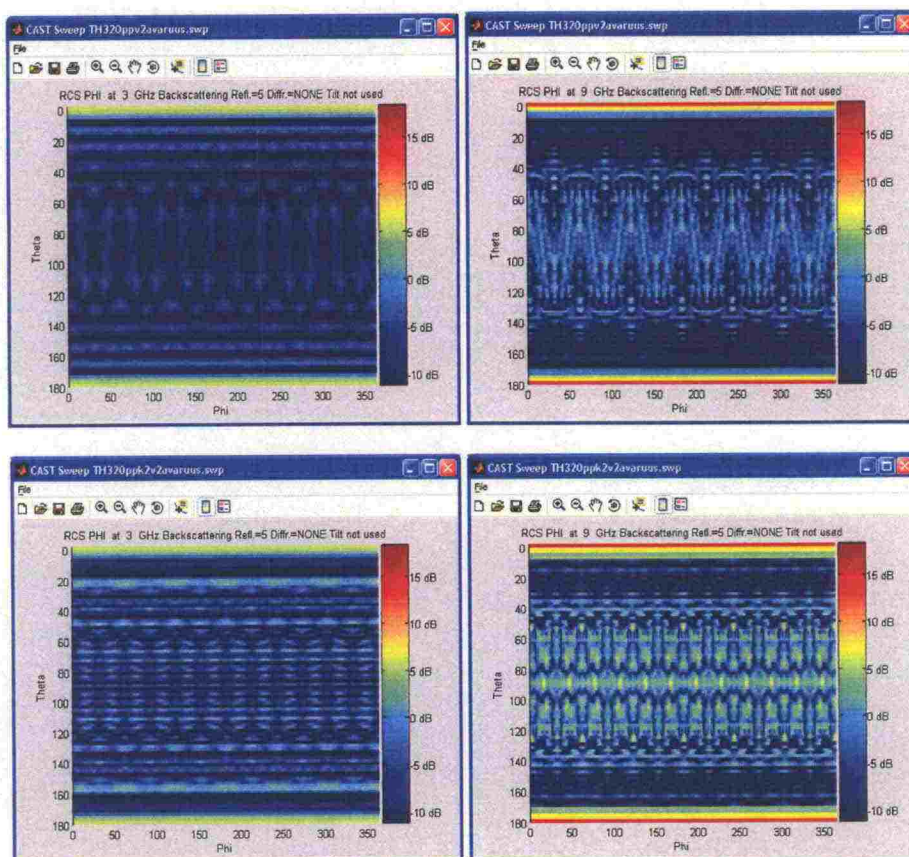 CAST Sweep TH320ppv2avaruus.swp
File
RCS PHI at 3 GHz Backscattering Refl.=5 Diffr.=NONE Tilt not used
0
20
40
60
80
100
120
140
160
180
Theta
0 50 100 150 200 250 300 350
Phi
15 dB
10 dB
5 dB
0 dB
-5 dB
-10 dB
CAST Sweep TH320ppv2avaruus.swp
File
RCS PHI at 9 GHz Backscattering Refl.=5 Diffr.=NONE Tilt not used
0
20
40
60
80
100
120
140
160
180
Theta
0 50 100 150 200 250 300 350
Phi
15 dB
10 dB
5 dB
0 dB
-5 dB
-10 dB
CAST Sweep TH320ppk2v2avaruus.swp
File
RCS PHI at 3 GHz Backscattering Refl.=5 Diffr.=NONE Tilt not used
0
20
40
60
80
100
120
140
160
180
Theta
0 50 100 150 200 250 300 350
Phi
15 dB
10 dB
5 dB
0 dB
-5 dB
-10 dB
CAST Sweep TH320ppk2v2avaruus.swp
File
RCS PHI at 9 GHz Backscattering Refl.=5 Diffr.=NONE Tilt not used
0
20
40
60
80
100
120
140
160
180
Theta
0 50 100 150 200 250 300 350
Phi
15 dB
10 dB
5 dB
0 dB
-5 dB
-10 dB